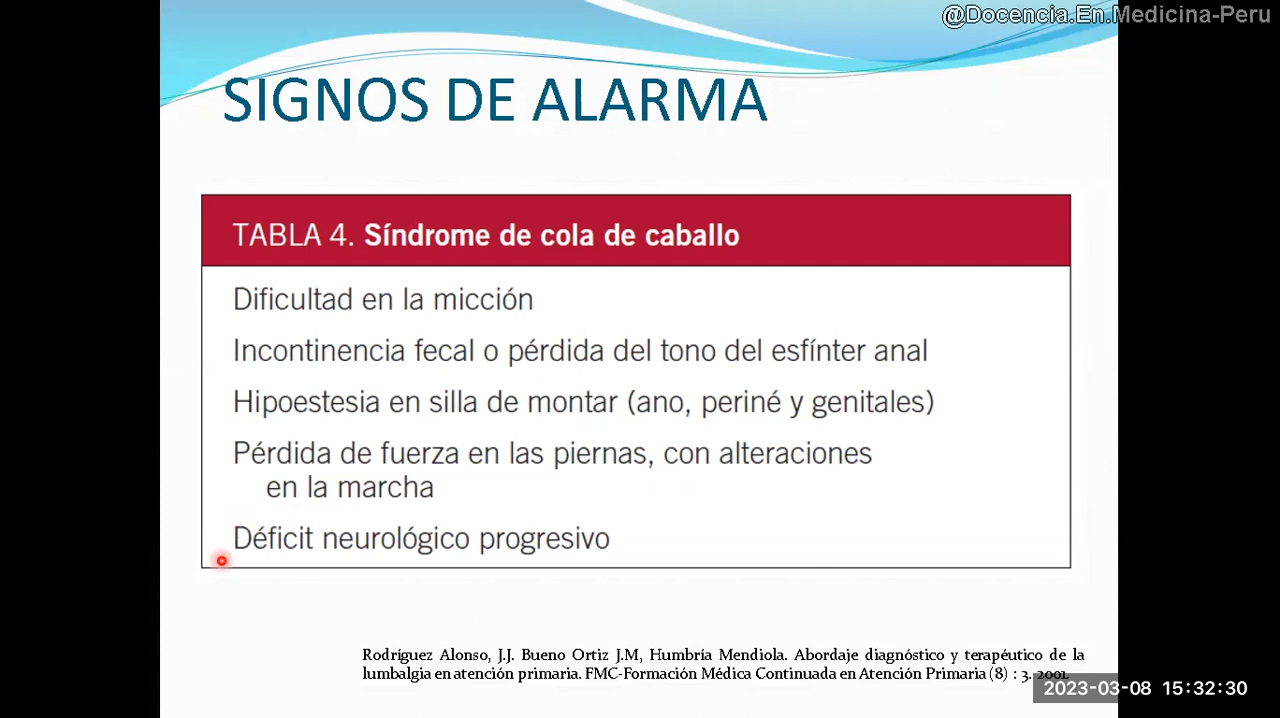 @Docencia.En.Medicina-Peru
SIGNOS DE ALARMA
TABLA 4. Síndrome de cola de caballo
Dificultad en la micción
Incontinencia fecal o pérdida del tono del esfínter anal
Hipoestesia en silla de montar (ano, periné y genitales)
Pérdida de fuerza en las piernas, con alteraciones
en la marcha
Déficit neurológico progresivo
Rodríguez Alonso, J.J. Bueno Ortiz J.M, Humbría Mendiola. Abordaje diagnóstico y terapéutico de la
lumbalgia en atención primaria. FMC-Formación Médica Continuada en Atención Primaria (8) : 3. 2001.
2023-03-08 15:32:30